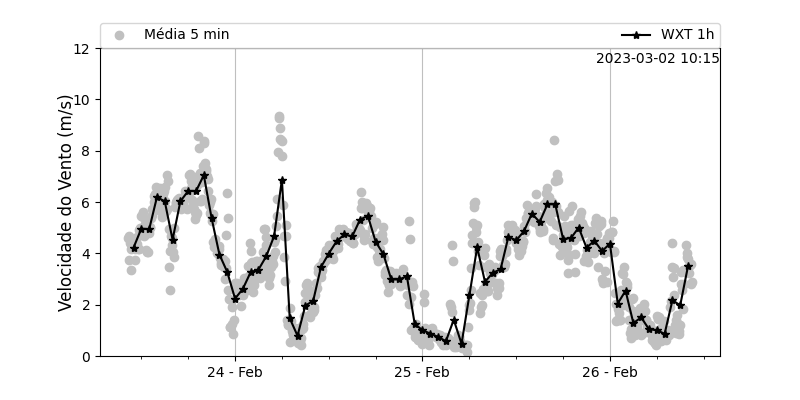 Média 5 min
WXT 1h
2023-03-02 10:15
12
10
8
6
4
2
0
Velocidade do Vento (m/s)
24 - Feb
25 - Feb
26 - Feb